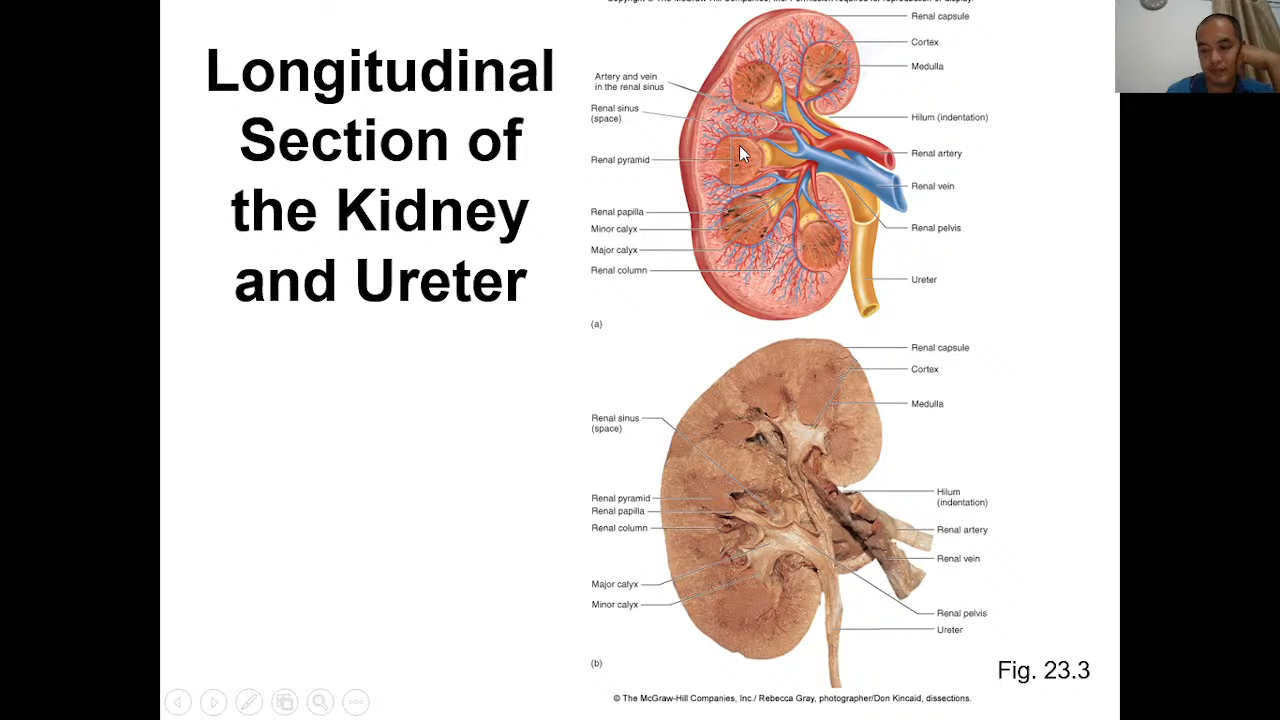 Longitudinal
Section of
the Kidney
and Ureter
Renal capsule
Cortex
Medulla
Artery and vein
in the renal sinus
Renal sinus
(space)
Hilum (indentation)
Renal pyramid
Renal artery
Renal vein
Renal papilla
Minor calyx
Renal pelvis
Major calyx
Renal column
Ureter
(a)
Renal capsule
Cortex
Medulla
Renal sinus
(space)
Renal pyramid
Renal papilla
Renal column
Hilum
(indentation)
Renal artery
Renal vein
Major calyx
Minor calyx
Renal pelvis
Ureter
(b)
Fig. 23.3
© The McGraw-Hill Companies, Inc./ Rebecca Gray, photographer/Don Kincaid, dissections.